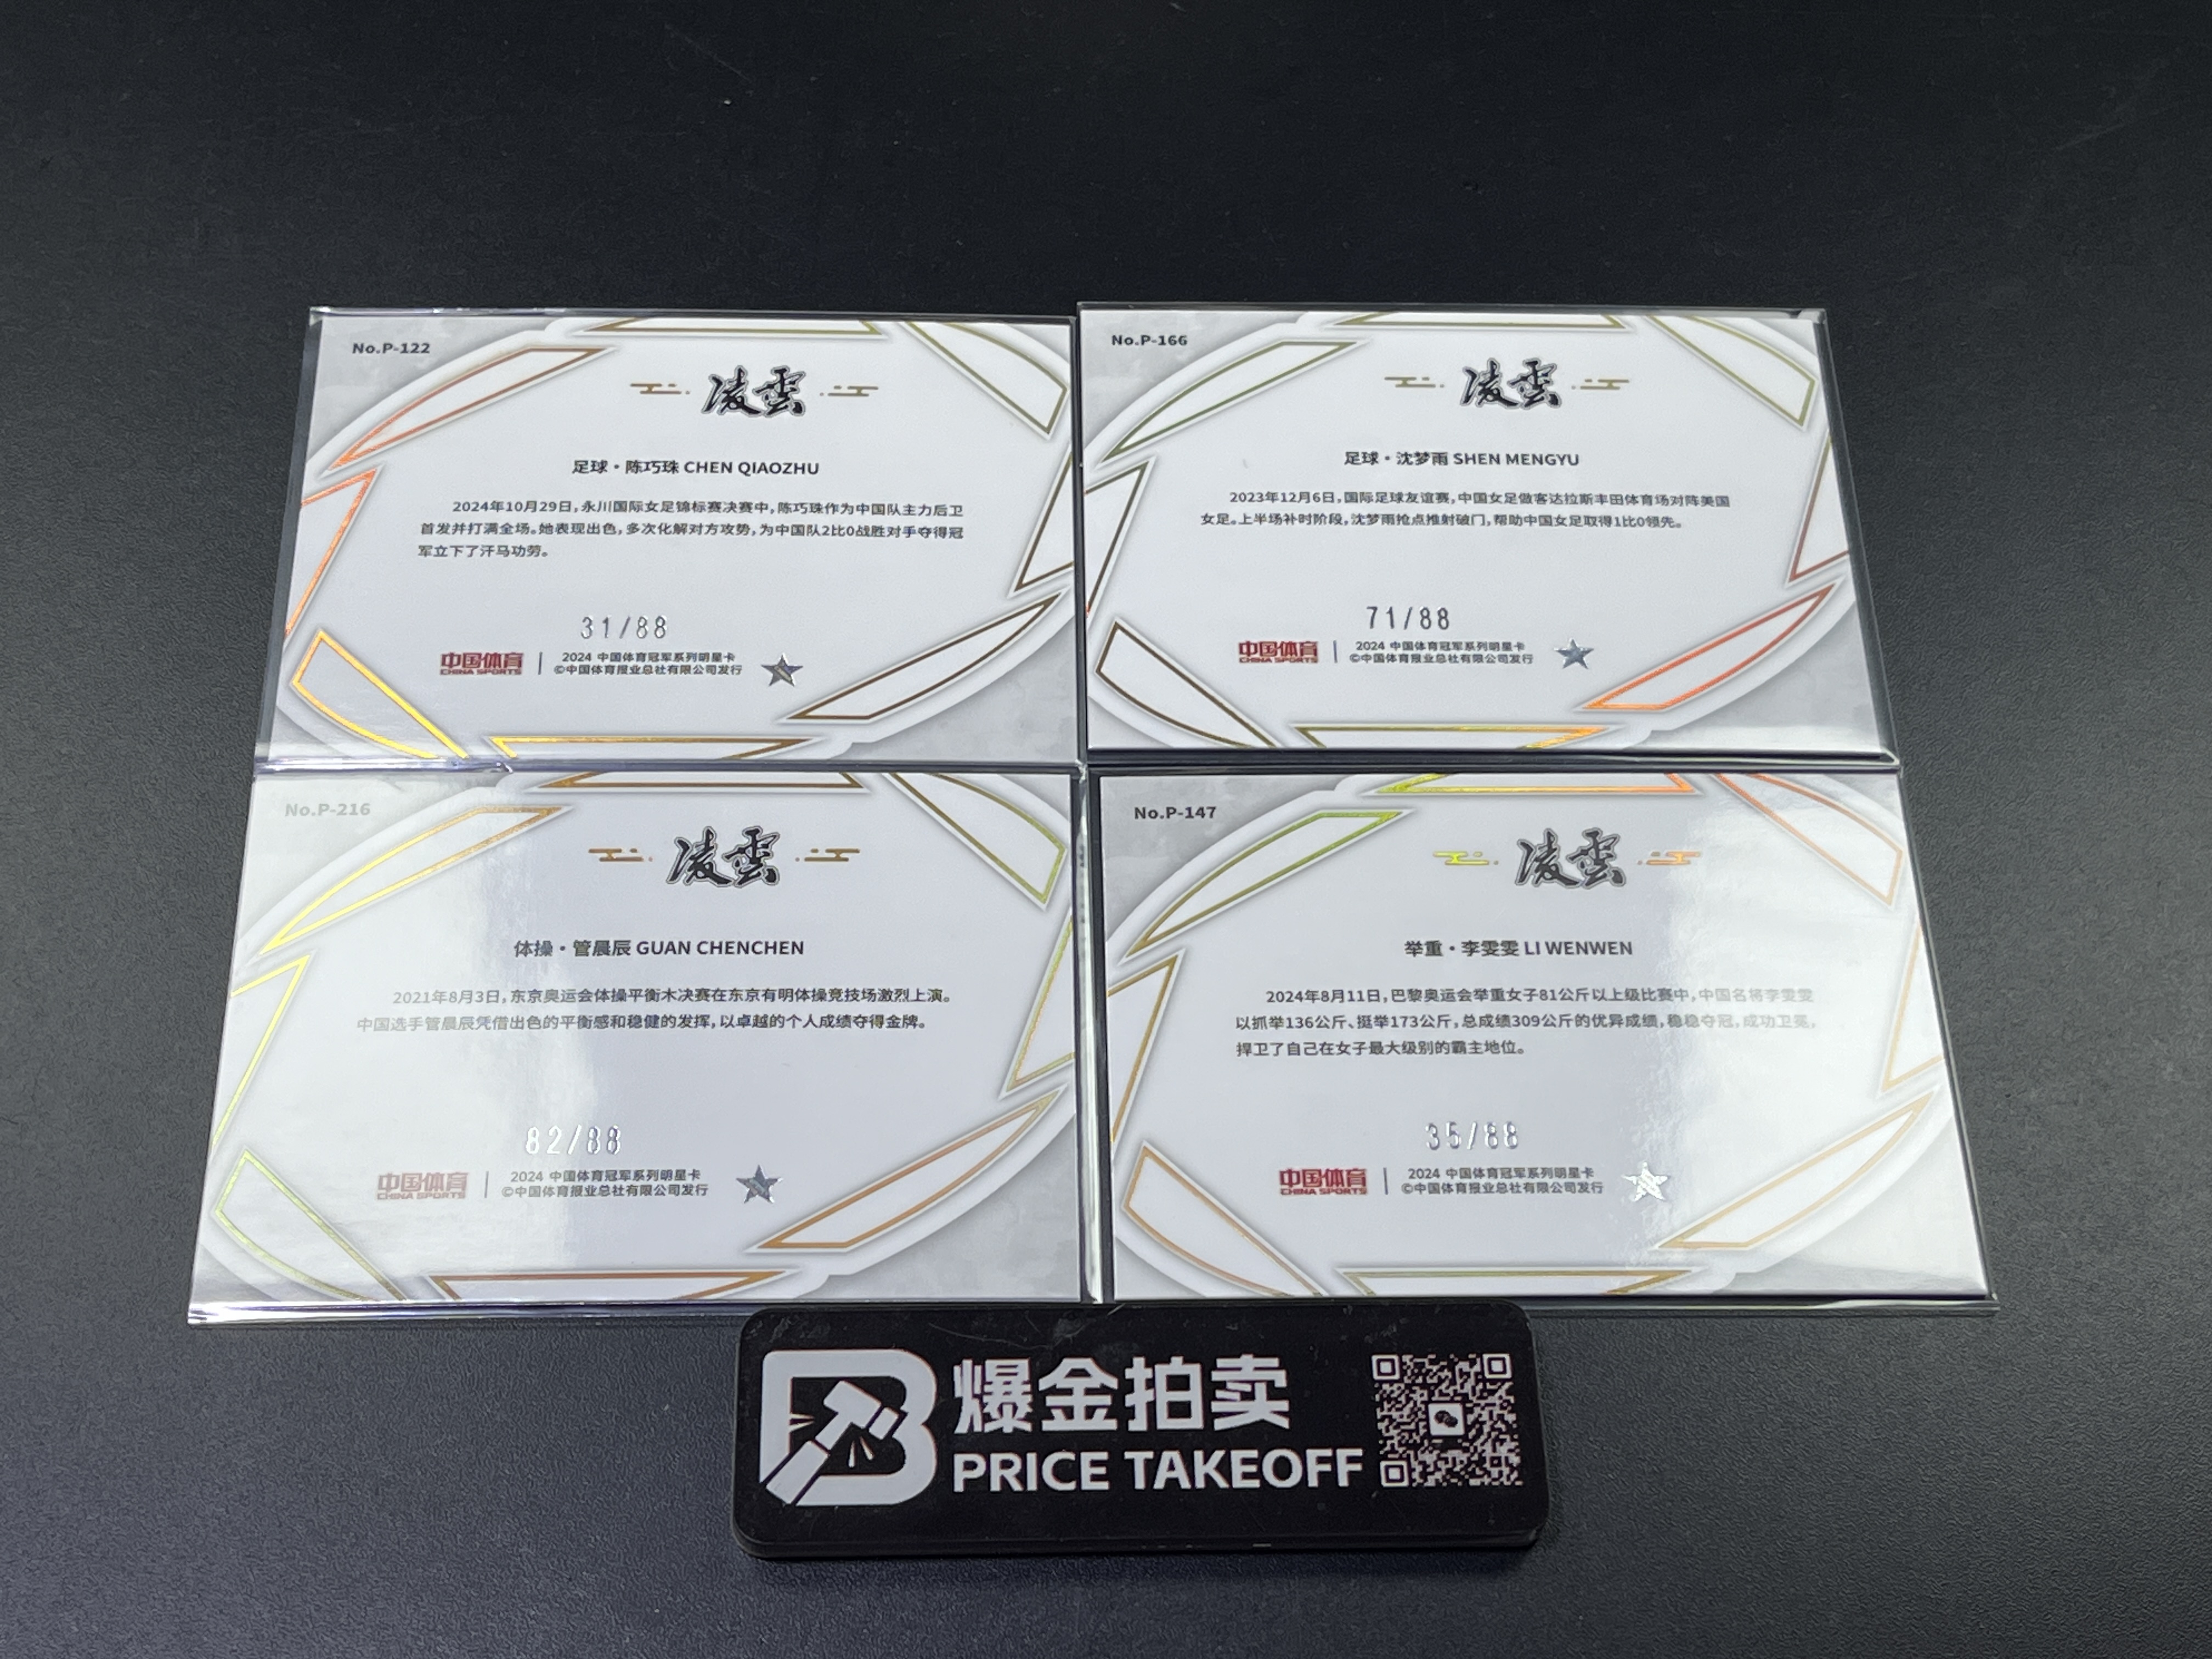 No.P-122
凌雲
足球·陈巧珠 CHEN QIAOZHU
2024年10月29日,永川国际女足锦标赛决赛中,陈巧珠作为中国队主力后卫
首发并打满全场。她表现出色,多次化解对方攻势,为中国队2比0战胜对手夺得冠
军立下了汗马功劳。
31/88
中国体育
CHINA SPORTS
2024 中国体育冠军系列明星卡
©中国体育报业总社有限公司发行
No.P-166
凌雲
足球·沈梦雨 SHEN MENGYU
2023年12月6日,国际足球友谊赛,中国女足做客达拉斯丰田体育场对阵美国
女足。上半场补时阶段,沈梦雨抢点推射破门,帮助中国女足取得1比0领先。
71/88
中国体育
CHINA SPORTS
2024 中国体育冠军系列明星卡
©中国体育报业总社有限公司发行
No.P-216
凌雲
体操·管晨辰 GUAN CHENCHEN
2021年8月3日,东京奥运会体操平衡木决赛在东京有明体操竞技场激烈上演。
中国选手管晨辰凭借出色的平衡感和稳健的发挥,以卓越的个人成绩夺得金牌。
82/88
中国体育
CHINA SPORTS
2024 中国体育冠军系列明星卡
©中国体育报业总社有限公司发行
No.P-147
凌雲
举重·李雯雯 LI WENWEN
2024年8月11日,巴黎奥运会举重女子81公斤以上级比赛中,中国名将李雯雯
以抓举136公斤、挺举173公斤,总成绩309公斤的优异成绩,稳稳夺冠,成功卫冕,
捍卫了自己在女子最大级别的霸主地位。
35/88
中国体育
CHINA SPORTS
2024 中国体育冠军系列明星卡
©中国体育报业总社有限公司发行
爆金拍卖
PRICE TAKEOFF